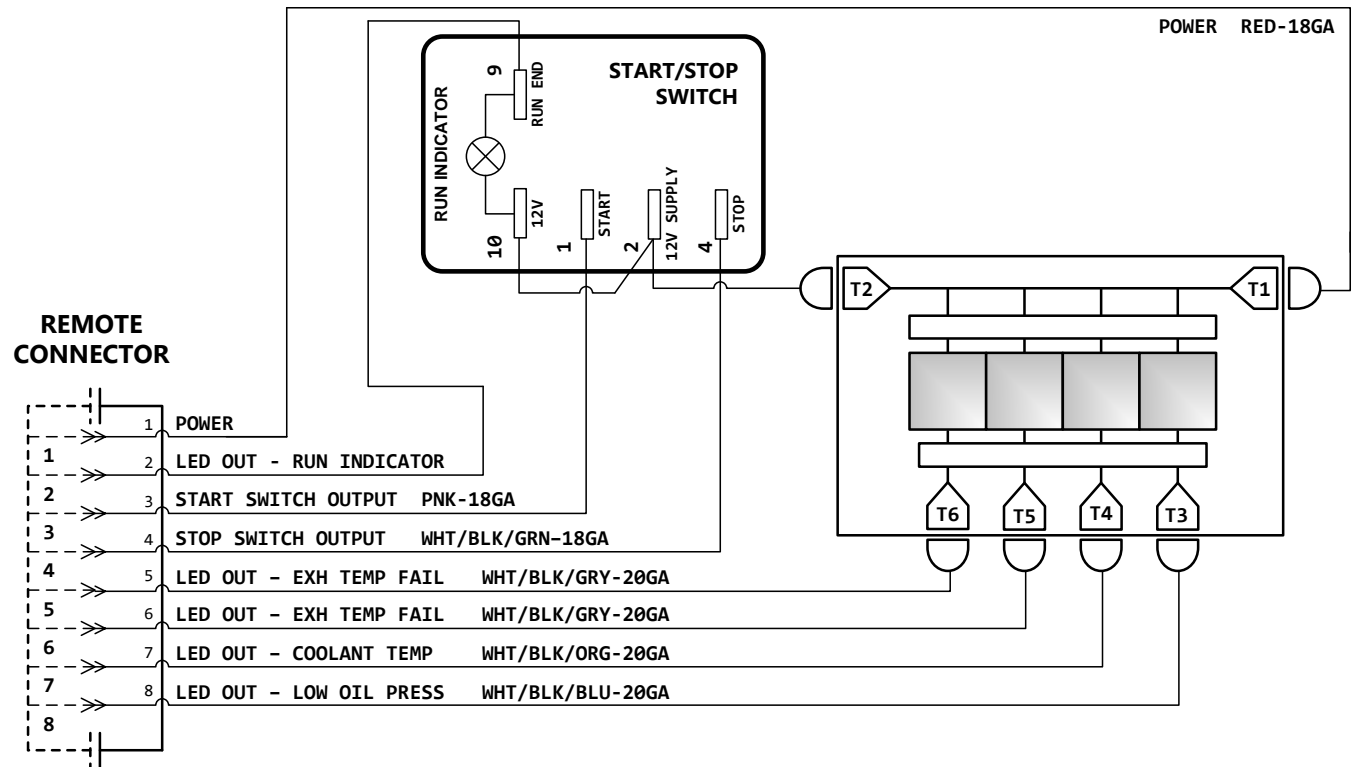 POWER RED-18GA
START/STOP
SWITCH
RUN INDICATOR
9
RUN END
10
12V
1
START
2
12V SUPPLY
4
STOP
T2
T1
T6
T5
T4
T3
REMOTE
CONNECTOR
1 POWER
1
2 LED OUT - RUN INDICATOR
2
3 START SWITCH OUTPUT PNK-18GA
3
4 STOP SWITCH OUTPUT WHT/BLK/GRN–18GA
4
5 LED OUT – EXH TEMP FAIL WHT/BLK/GRY-20GA
5
6 LED OUT – EXH TEMP FAIL WHT/BLK/GRY-20GA
6
7 LED OUT – COOLANT TEMP WHT/BLK/ORG-20GA
7
8 LED OUT – LOW OIL PRESS WHT/BLK/BLU-20GA
8